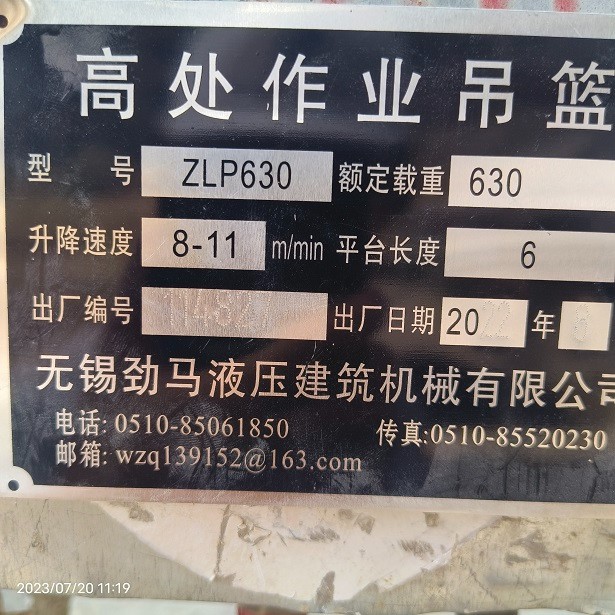 高处作业吊篮
型 号 ZLP630 额定载重 630
升降速度 8-11 m/min 平台长度 6
出厂编号 11482 出厂日期 20 年
无锡劲马液压建筑机械有限公司
电话: 0510-85061850 传真:0510-85520230
邮箱: wzq139152@163.com
2023/07/20 11:19